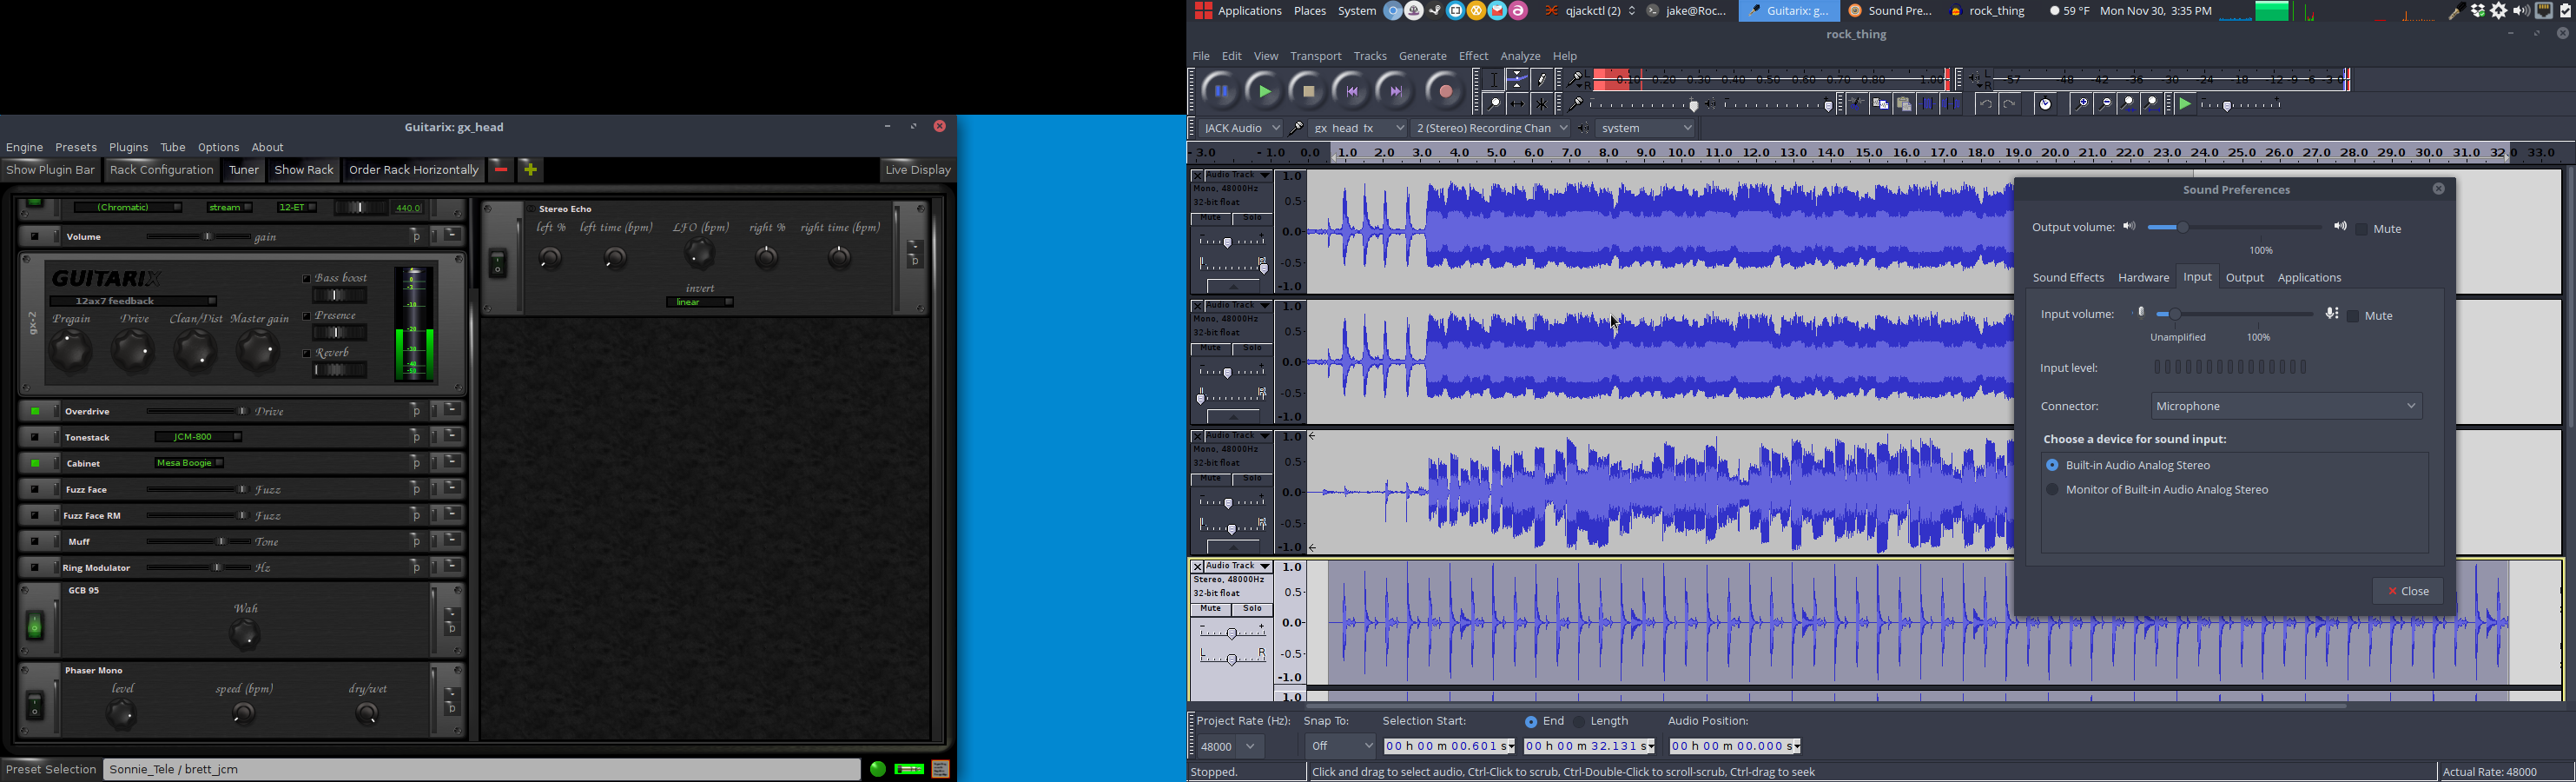 Applications Places System qjackctl (2) jake@Roc... Guitarix: g... Sound Pre... rock_thing 59 °F Mon Nov 30, 3:35 PM
rock_thing
File Edit View Transport Tracks Generate Effect Analyze Help
JACK Audio gx_head_fx 2 (Stereo) Recording Chan system
- 3.0 - 1.0 0.0 1.0 2.0 3.0 4.0 5.0 6.0 7.0 8.0 9.0 10.0 11.0 12.0 13.0 14.0 15.0 16.0 17.0 18.0 19.0 20.0 21.0 22.0 23.0 24.0 25.0 26.0 27.0 28.0 29.0 30.0 31.0 32.0 33.0
Guitarix: gx_head
Engine Presets Plugins Tube Options About
Show Plugin Bar Rack Configuration Tuner Show Rack Order Rack Horizontally Live Display
(Chromatic) stream 12-ET 440.0
Volume gain
GUITARIX
12ax7 feedback
gx-2
Pregain Drive Clean/Dist Master gain
Bass boost
Presence
Reverb
Overdrive Drive
Tonestack JCM-800
Cabinet Mesa Boogie
Fuzz Face Fuzz
Fuzz Face RM Fuzz
Muff Tone
Ring Modulator Hz
GCB 95
Wah
Phaser Mono
level speed (bpm) dry/wet
Stereo Echo
left % left time (bpm) LFO (bpm) right % right time (bpm)
invert
linear
Preset Selection Sonnie_Tele / brett_jcm
Audio Track
Mono, 48000Hz
32-bit float
Mute Solo
1.0
0.5
0.0
-0.5
-1.0
Audio Track
Mono, 48000Hz
32-bit float
Mute Solo
1.0
0.5
0.0
-0.5
-1.0
Audio Track
Mono, 48000Hz
32-bit float
Mute Solo
1.0
0.5
0.0
-0.5
-1.0
Audio Track
Stereo, 48000Hz
32-bit float
Mute Solo
L R
1.0
0.5
0.0
-0.5
-1.0
1.0
Sound Preferences
Output volume: Mute
100%
Sound Effects Hardware Input Output Applications
Input volume: Mute
Unamplified 100%
Input level:
Connector: Microphone
Choose a device for sound input:
Built-in Audio Analog Stereo
Monitor of Built-in Audio Analog Stereo
Close
Project Rate (Hz): Snap To: Selection Start: End Length Audio Position:
48000 Off 00 h 00 m 00.601 s 00 h 00 m 32.131 s 00 h 00 m 00.000 s
Stopped. Click and drag to select audio, Ctrl-Click to scrub, Ctrl-Double-Click to scroll-scrub, Ctrl-drag to seek Actual Rate: 48000